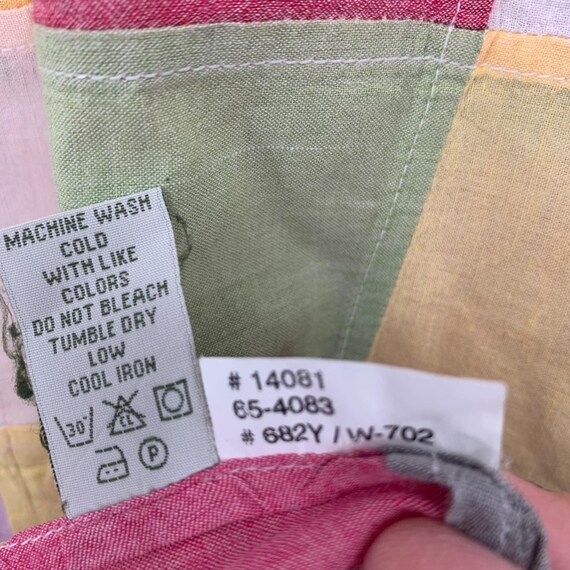 MACHINE WASH
COLD
WITH LIKE
COLORS
DO NOT BLEACH
TUMBLE DRY
LOW
COOL IRON
30° CL
P
# 14081
65-4083
# 682Y / W-702